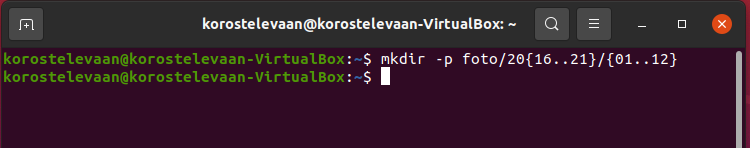 korostelevaan@korostelevaan-VirtualBox: ~
korostelevaan@korostelevaan-VirtualBox:~$ mkdir -p foto/20{16..21}/{01..12}
korostelevaan@korostelevaan-VirtualBox:~$